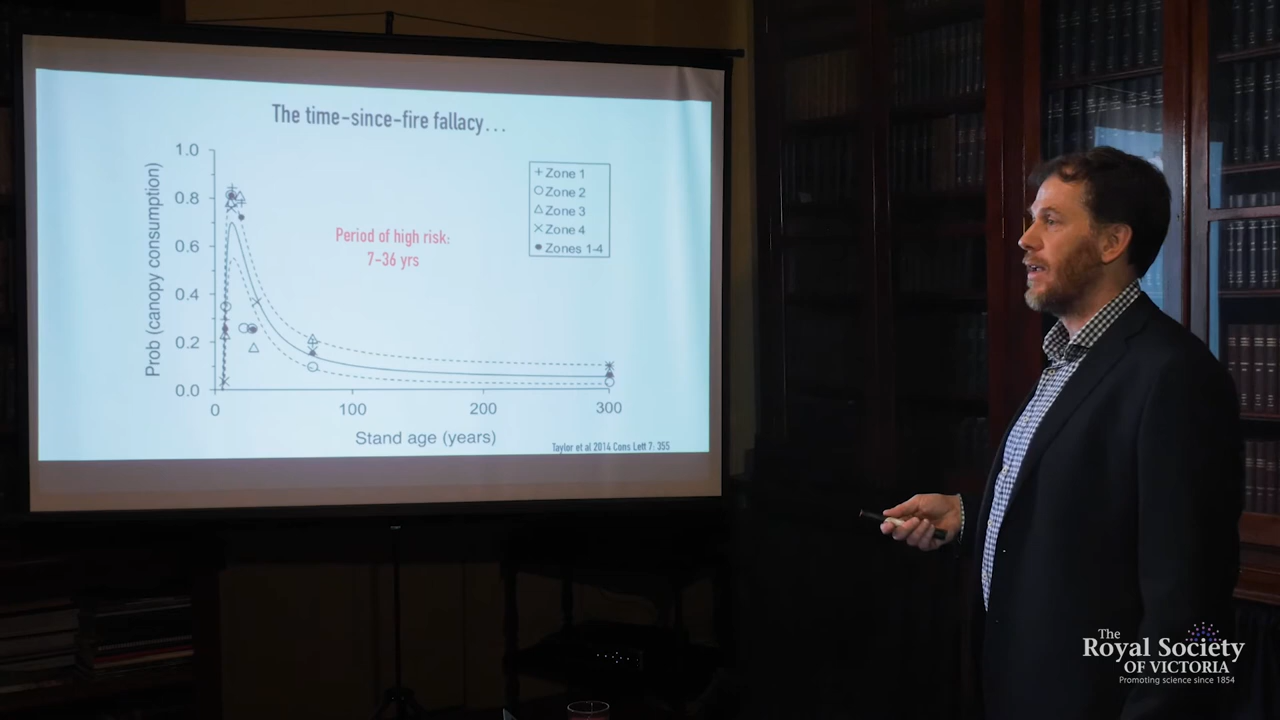 The time-since-fire fallacy...
Prob (canopy consumption)
1.0
0.8
0.6
0.4
0.2
0.0
Period of high risk:
7-36 yrs
+ Zone 1
○ Zone 2
△ Zone 3
× Zone 4
● Zones 1-4
0
100
200
300
Stand age (years)
Taylor et al 2014 Cons Lett 7: 355
The
Royal Society
OF VICTORIA
Promoting science since 1854